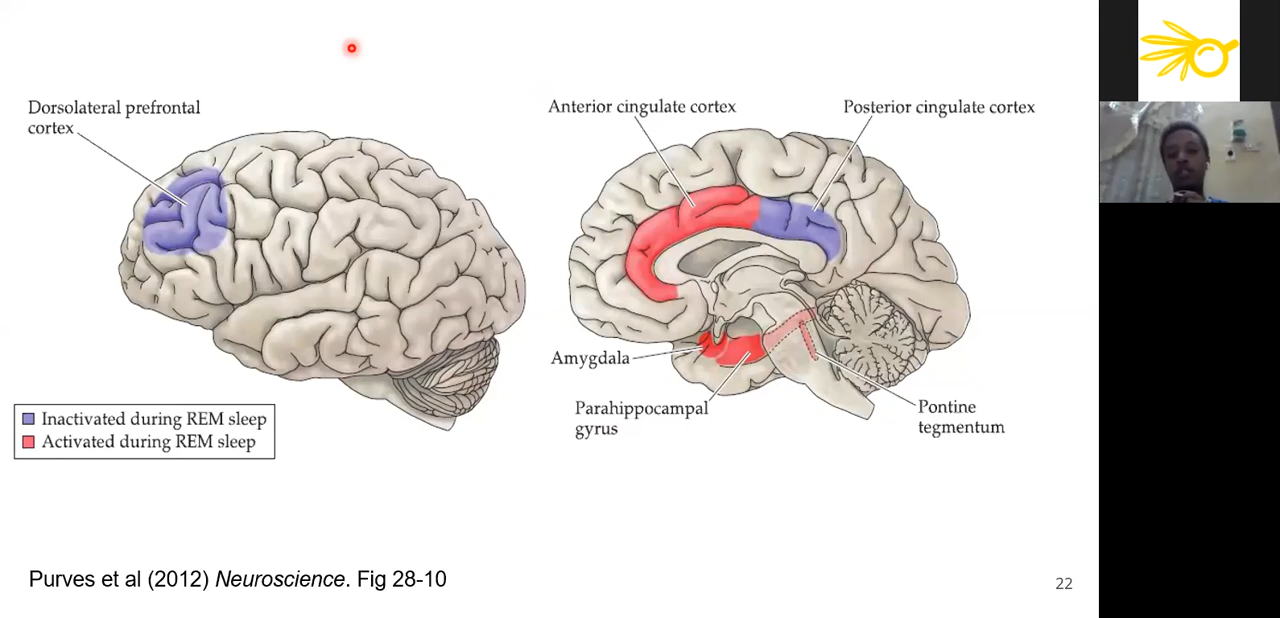 Dorsolateral prefrontal
cortex
Anterior cingulate cortex
Posterior cingulate cortex
Amygdala
Parahippocampal
gyrus
Pontine
tegmentum
Inactivated during REM sleep
Activated during REM sleep
Purves et al (2012) Neuroscience. Fig 28-10
22